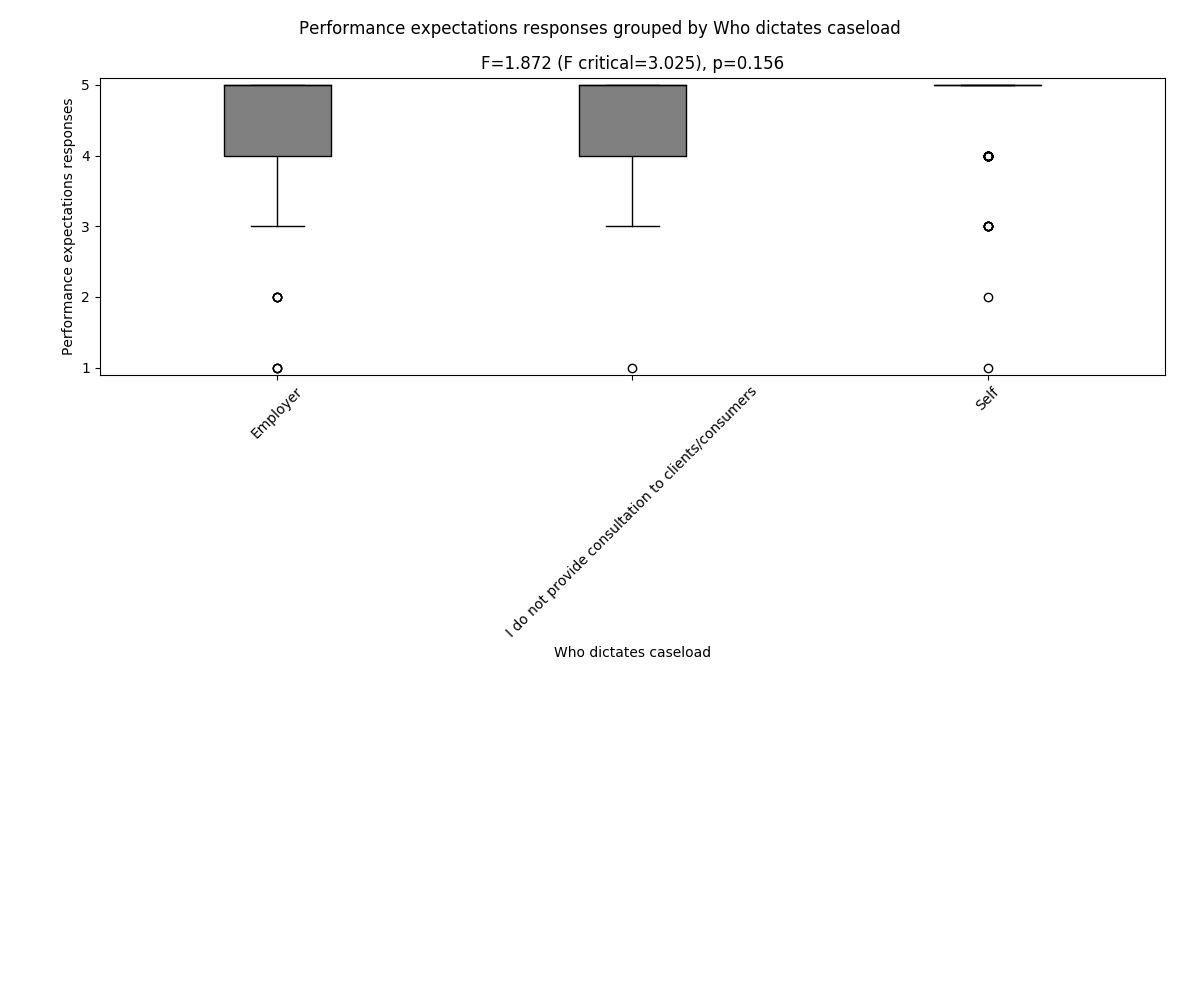 Performance expectations responses grouped by Who dictates caseload
F=1.872 (F critical=3.025), p=0.156
Performance expectations responses
5
4
3
2
1
Employer
I do not provide consultation to clients/consumers
Self
Who dictates caseload